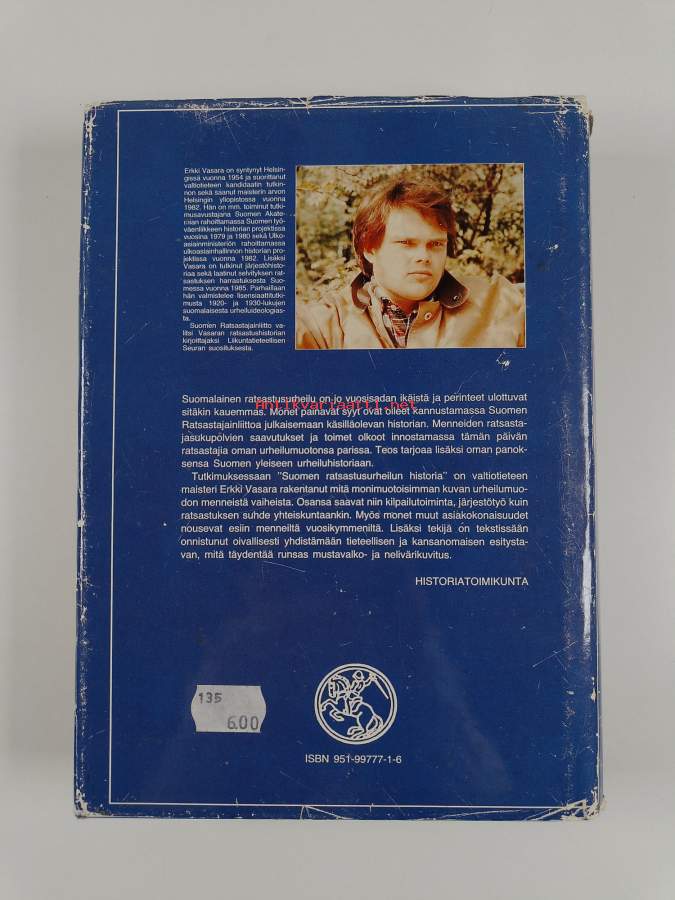 Erkki Vasara on syntynyt Helsin-
gissä vuonna 1954 ja suorittanut
valtiotieteen kandidaatin tutkin-
non sekä saanut maisterin arvon
Helsingin yliopistossa vuonna
1982. Hän on mm. toiminut tutki-
musavustajana Suomen Akate-
mian rahoittamassa Suomen työ-
väenliikkeen historian projektissa
vuosina 1979 ja 1980 sekä Ulko-
asiainministeriön rahoittamassa
ulkoasiainhallinnon historian pro-
jektissa vuonna 1982. Lisäksi
Vasara on tutkinut järjestöhisto-
riaa sekä laatinut selvityksen rat-
sastuksen harrastuksesta Suo-
messa vuonna 1985. Parhaillaan
hän valmistelee lisensiaattitutki-
musta 1920- ja 1930-lukujen
suomalaisesta urheiluideologias-
ta.
Suomen Ratsastajainliitto va-
litsi Vasaran ratsastushistorian
kirjoittajaksi Liikuntatieteellisen
Seuran suosituksesta.
Suomalainen ratsastusurheilu on jo vuosisadan ikäistä ja perinteet ulottuvat
antikvariaatti.net
sitäkin kauemmas. Monet painavat syyt ovat olleet kannustamassa Suomen
Ratsastajainliittoa julkaisemaan käsilläolevan historian. Menneiden ratsasta-
jasukupolvien saavutukset ja toimet olkoot innostamassa tämän päivän
ratsastajia oman urheilumuotonsa parissa. Teos tarjoaa lisäksi oman panok-
sensa Suomen yleiseen urheiluhistoriaan.
Tutkimuksessaan "Suomen ratsastusurheilun historia" on valtiotieteen
maisteri Erkki Vasara rakentanut mitä monimuotoisimman kuvan urheilumuo-
don menneistä vaiheista. Osansa saavat niin kilpailutoiminta, järjestötyö kuin
ratsastuksen suhde yhteiskuntaankin. Myös monet muut asiakokonaisuudet
nousevat esiin menneiltä vuosikymmeniltä. Lisäksi tekijä on tekstissään
onnistunut oivallisesti yhdistämään tieteellisen ja kansanomaisen esitysta-
van, mitä täydentää runsas mustavalko- ja nelivärikuvitus.
HISTORIATOIMIKUNTA
135
6.00
ISBN 951-99777-1-6